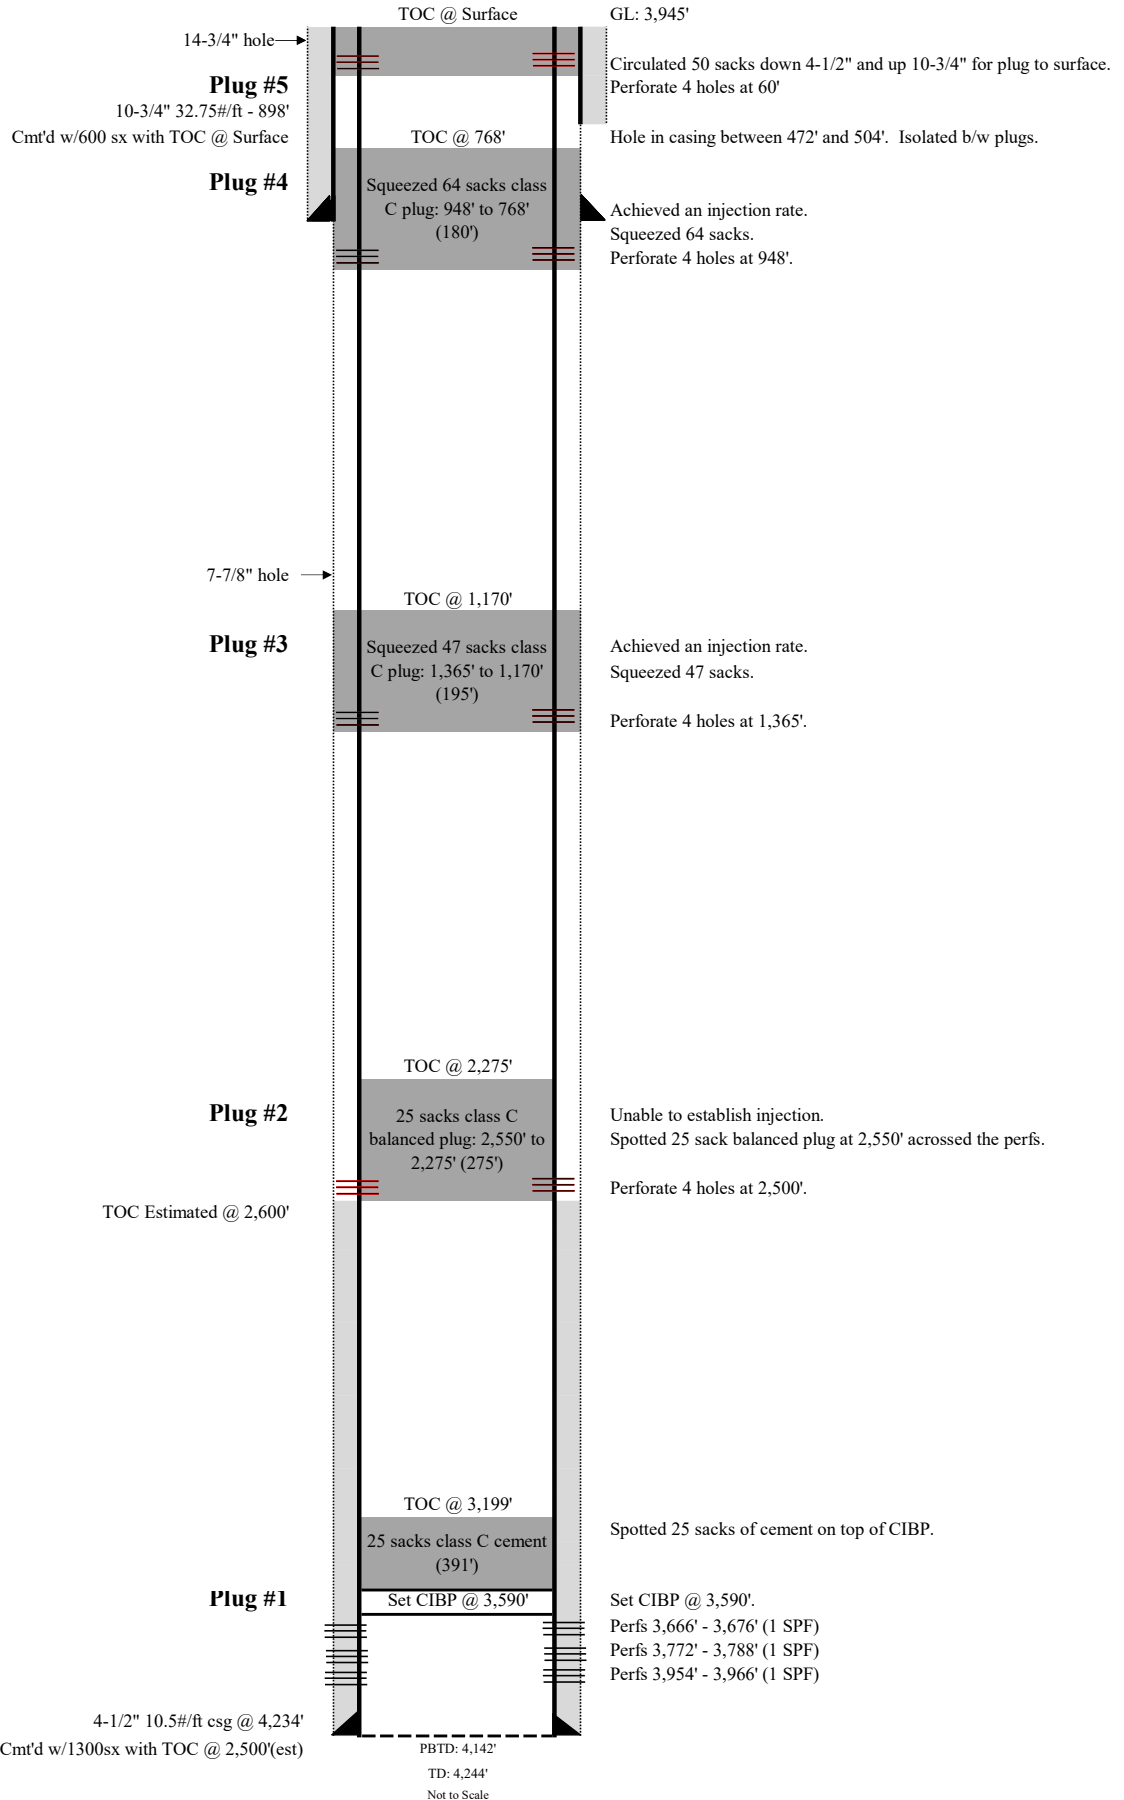 TOC @ Surface
GL: 3,945'
14-3/4" hole
Circulated 50 sacks down 4-1/2" and up 10-3/4" for plug to surface.
Plug #5
Perforate 4 holes at 60'
10-3/4" 32.75#/ft - 898'
Cmt'd w/600 sx with TOC @ Surface
TOC @ 768'
Hole in casing between 472' and 504'.  Isolated b/w plugs.
Plug #4
Squeezed 64 sacks class
C plug: 948' to 768'
(180')
Achieved an injection rate.
Squeezed 64 sacks.
Perforate 4 holes at 948'.
7-7/8" hole
TOC @ 1,170'
Plug #3
Squeezed 47 sacks class
C plug: 1,365' to 1,170'
(195')
Achieved an injection rate.
Squeezed 47 sacks.
Perforate 4 holes at 1,365'.
TOC @ 2,275'
Plug #2
25 sacks class C
balanced plug: 2,550' to
2,275' (275')
Unable to establish injection.
Spotted 25 sack balanced plug at 2,550' acrossed the perfs.
Perforate 4 holes at 2,500'.
TOC Estimated @ 2,600'
TOC @ 3,199'
25 sacks class C cement
(391')
Spotted 25 sacks of cement on top of CIBP.
Plug #1
Set CIBP @ 3,590'
Set CIBP @ 3,590'.
Perfs 3,666' - 3,676' (1 SPF)
Perfs 3,772' - 3,788' (1 SPF)
Perfs 3,954' - 3,966' (1 SPF)
4-1/2" 10.5#/ft csg @ 4,234'
Cmt'd w/1300sx with TOC @ 2,500'(est)
PBTD: 4,142'
TD: 4,244'
Not to Scale